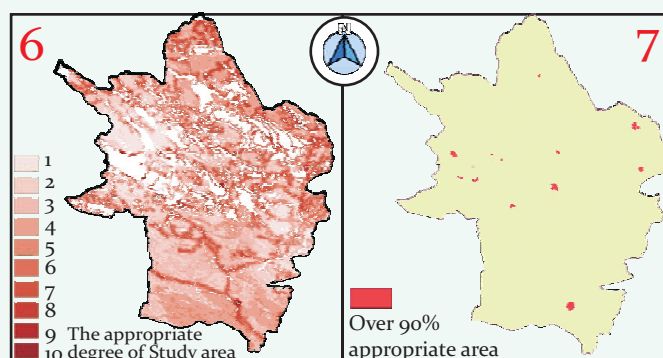 6
N
7
1
2
3
4
5
6
7
8
9
10
The appropriate
degree of Study area
Over 90%
appropriate area